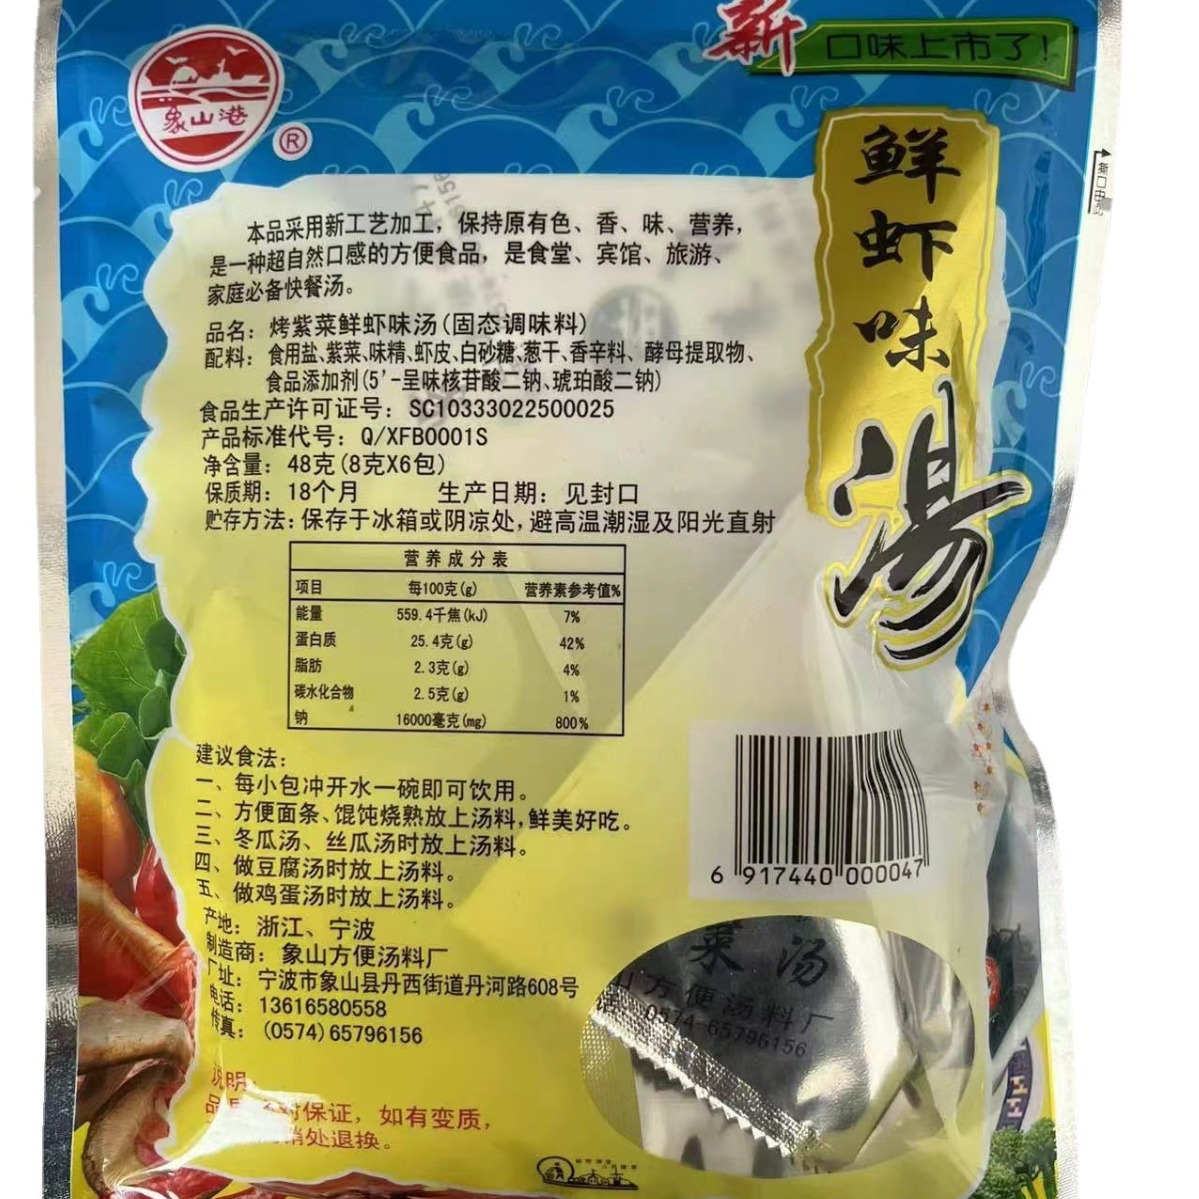 新 口味上市了!
象山港
®
撕口由此
鲜虾味汤
本品采用新工艺加工，保持原有色、香、味、营养，
是一种超自然口感的方便食品，是食堂、宾馆、旅游、
家庭必备快餐汤。
品名：烤紫菜鲜虾味汤(固态调味料)
配料：食用盐、紫菜、味精、虾皮、白砂糖、葱干、香辛料、酵母提取物、
食品添加剂(5'-呈味核苷酸二钠、琥珀酸二钠)
食品生产许可证号：SC10333022500025
产品标准代号：Q/XFB0001S
净含量：48克(8克X6包)
保质期：18个月 生产日期：见封口
贮存方法：保存于冰箱或阴凉处，避高温潮湿及阳光直射
营养成分表
项目 每100克(g) 营养素参考值%
能量 559.4千焦(kJ) 7%
蛋白质 25.4克(g) 42%
脂肪 2.3克(g) 4%
碳水化合物 2.5克(g) 1%
钠 16000毫克(mg) 800%
建议食法：
一、每小包冲开水一碗即可饮用。
二、方便面条、馄饨烧熟放上汤料，鲜美好吃。
三、冬瓜汤、丝瓜汤时放上汤料。
四、做豆腐汤时放上汤料。
五、做鸡蛋汤时放上汤料。
产地：浙江、宁波
制造商：象山方便汤料厂
厂址：宁波市象山县丹西街道丹河路608号
电话：13616580558
传真：(0574)65796156
说明
品 对保证，如有变质，
销处退换。
6 917440 000047
菜汤
山方便汤料厂
0574-65796156